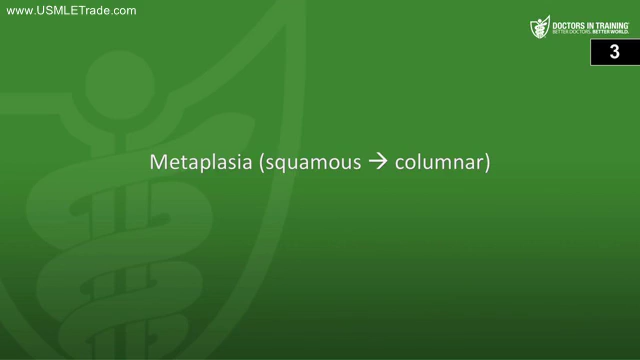 www.USMLETrade.com
DOCTORS IN TRAINING
BETTER DOCTORS. BETTER WORLD.
3
Metaplasia (squamous → columnar)